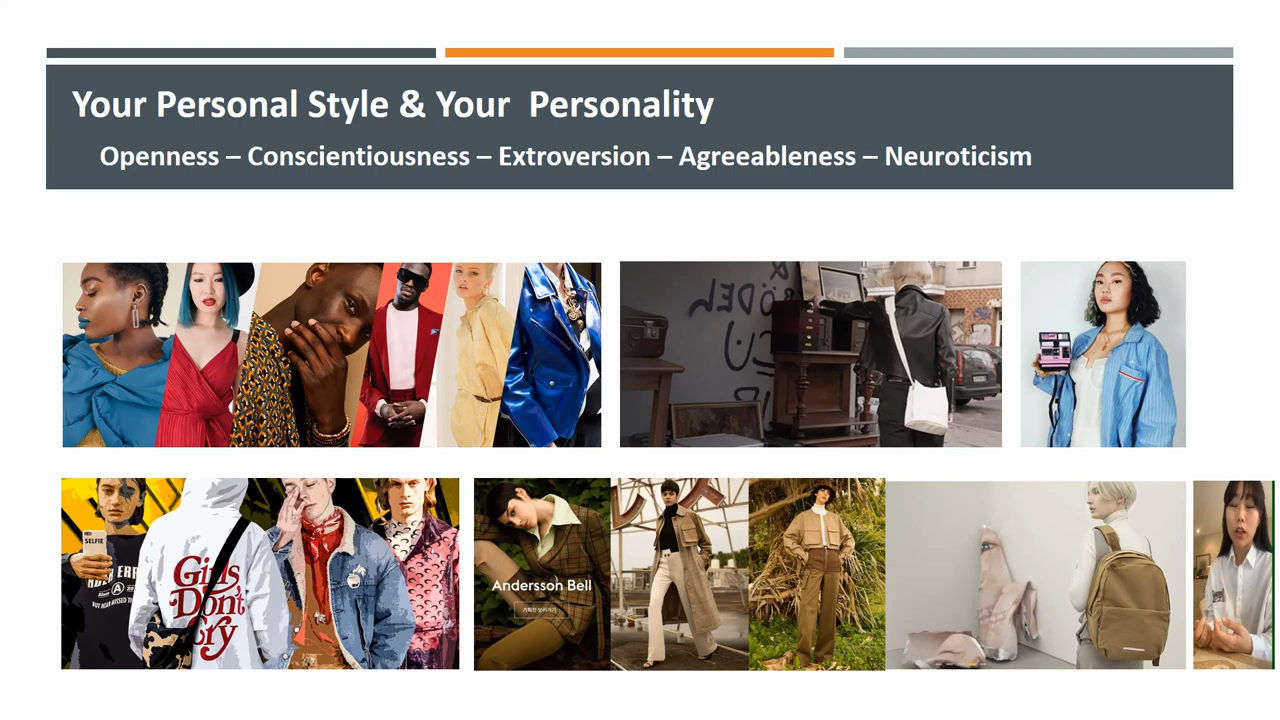 Your Personal Style & Your  Personality
Openness – Conscientiousness – Extroversion – Agreeableness – Neuroticism
SELFIE
Girls
Don't
Cry
Andersson Bell